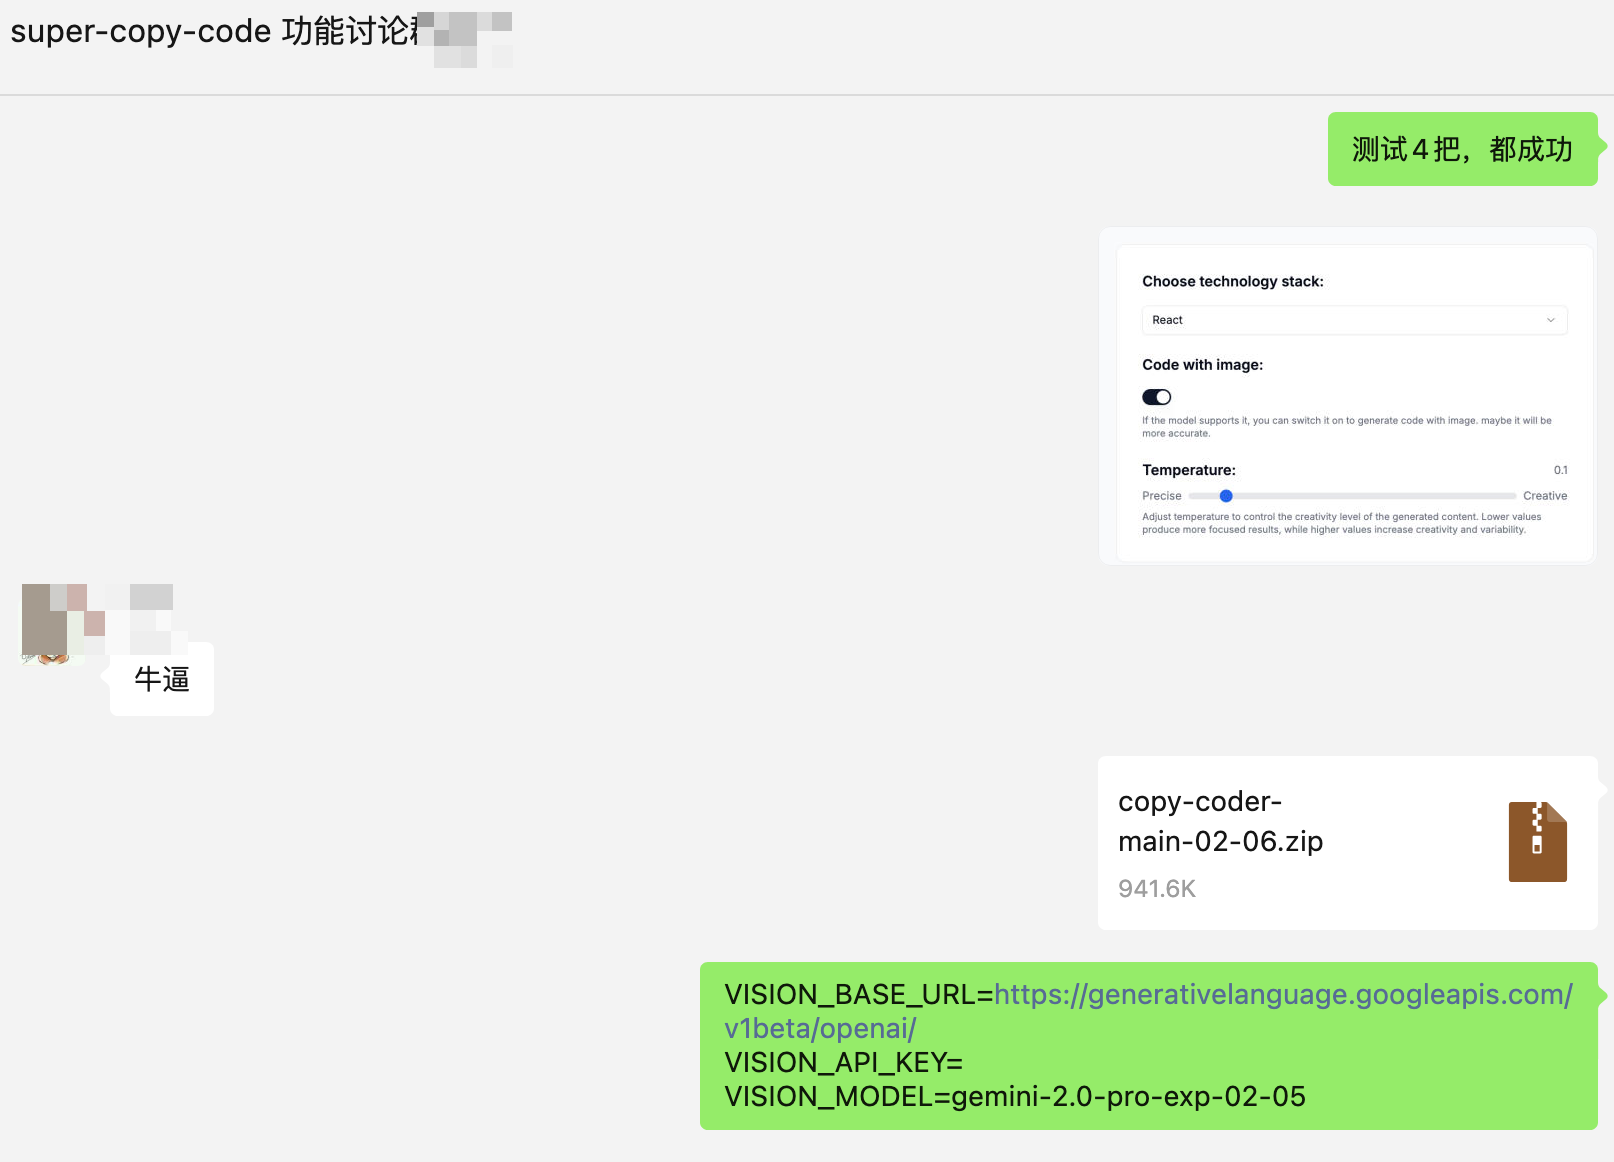 super-copy-code 功能讨论群
测试4把，都成功
Choose technology stack:
React
Code with image:
If the model supports it, you can switch it on to generate code with image. maybe it will be
more accurate.
Temperature:
0.1
Precise
Creative
Adjust temperature to control the creativity level of the generated content. Lower values
produce more focused results, while higher values increase creativity and variability.
牛逼
copy-coder-
main-02-06.zip
941.6K
VISION_BASE_URL=https://generativelanguage.googleapis.com/
v1beta/openai/
VISION_API_KEY=
VISION_MODEL=gemini-2.0-pro-exp-02-05